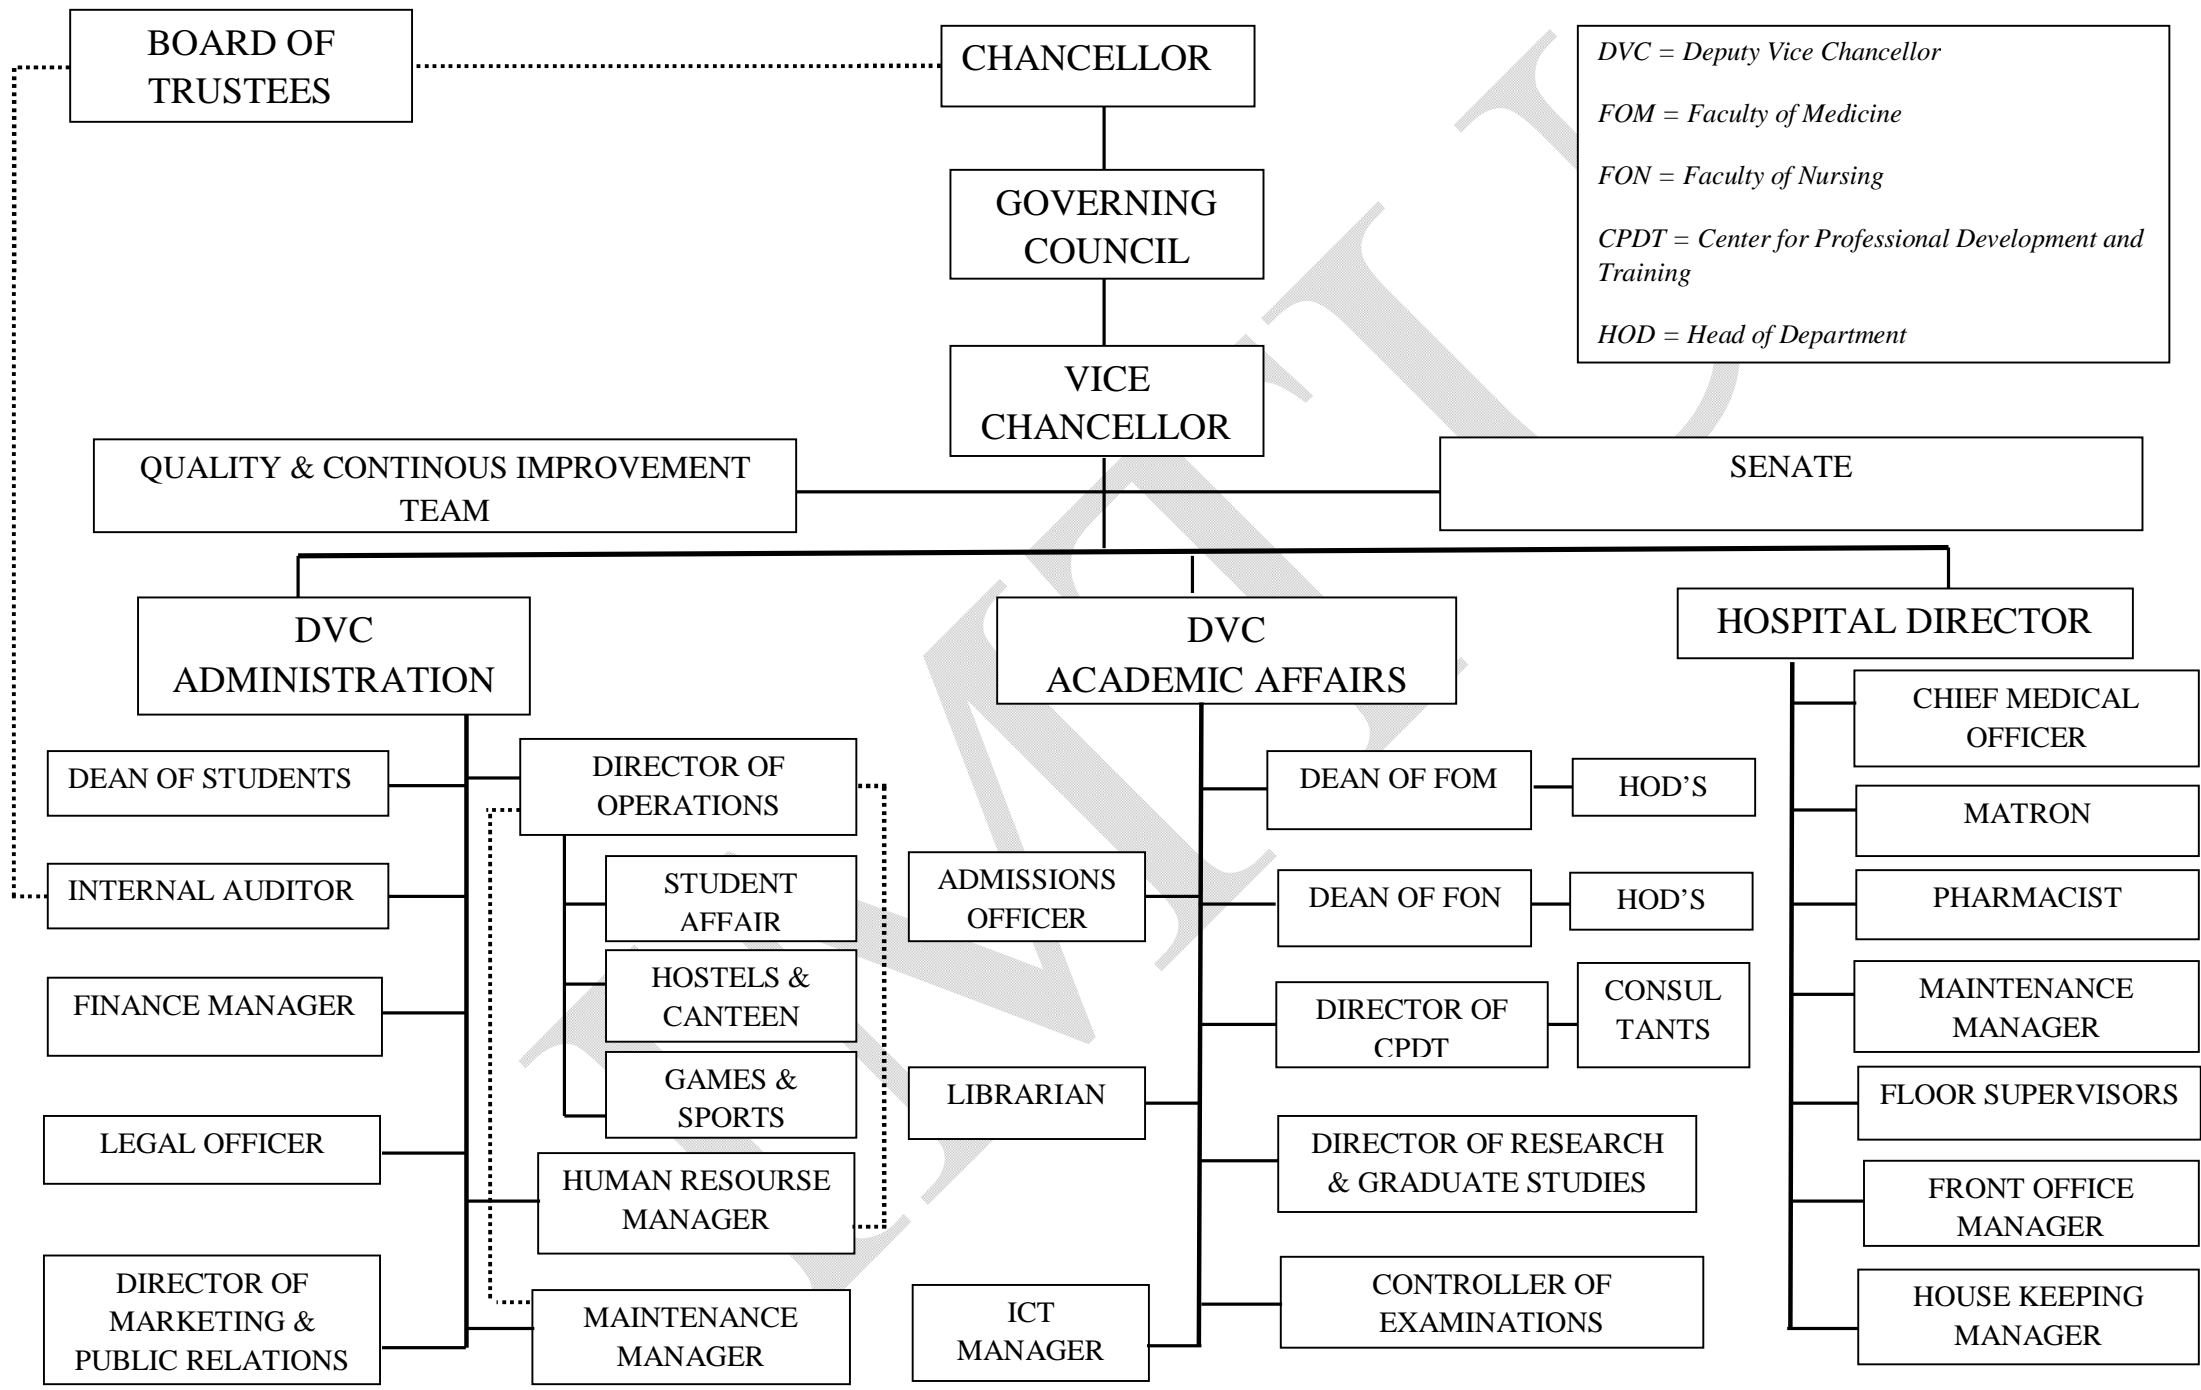 BOARD OF
TRUSTEES
CHANCELLOR
DVC = Deputy Vice Chancellor
FOM = Faculty of Medicine
FON = Faculty of Nursing
CPDT = Center for Professional Development and
Training
HOD = Head of Department
GOVERNING
COUNCIL
VICE
CHANCELLOR
QUALITY & CONTINOUS IMPROVEMENT
TEAM
SENATE
DVC
ADMINISTRATION
DVC
ACADEMIC AFFAIRS
HOSPITAL DIRECTOR
DEAN OF STUDENTS
INTERNAL AUDITOR
FINANCE MANAGER
LEGAL OFFICER
DIRECTOR OF
MARKETING &
PUBLIC RELATIONS
DIRECTOR OF
OPERATIONS
STUDENT
AFFAIR
HOSTELS &
CANTEEN
GAMES &
SPORTS
HUMAN RESOURSE
MANAGER
MAINTENANCE
MANAGER
ADMISSIONS
OFFICER
LIBRARIAN
ICT
MANAGER
DEAN OF FOM
HOD'S
DEAN OF FON
HOD'S
DIRECTOR OF
CPDT
CONSUL
TANTS
DIRECTOR OF RESEARCH
& GRADUATE STUDIES
CONTROLLER OF
EXAMINATIONS
CHIEF MEDICAL
OFFICER
MATRON
PHARMACIST
MAINTENANCE
MANAGER
FLOOR SUPERVISORS
FRONT OFFICE
MANAGER
HOUSE KEEPING
MANAGER